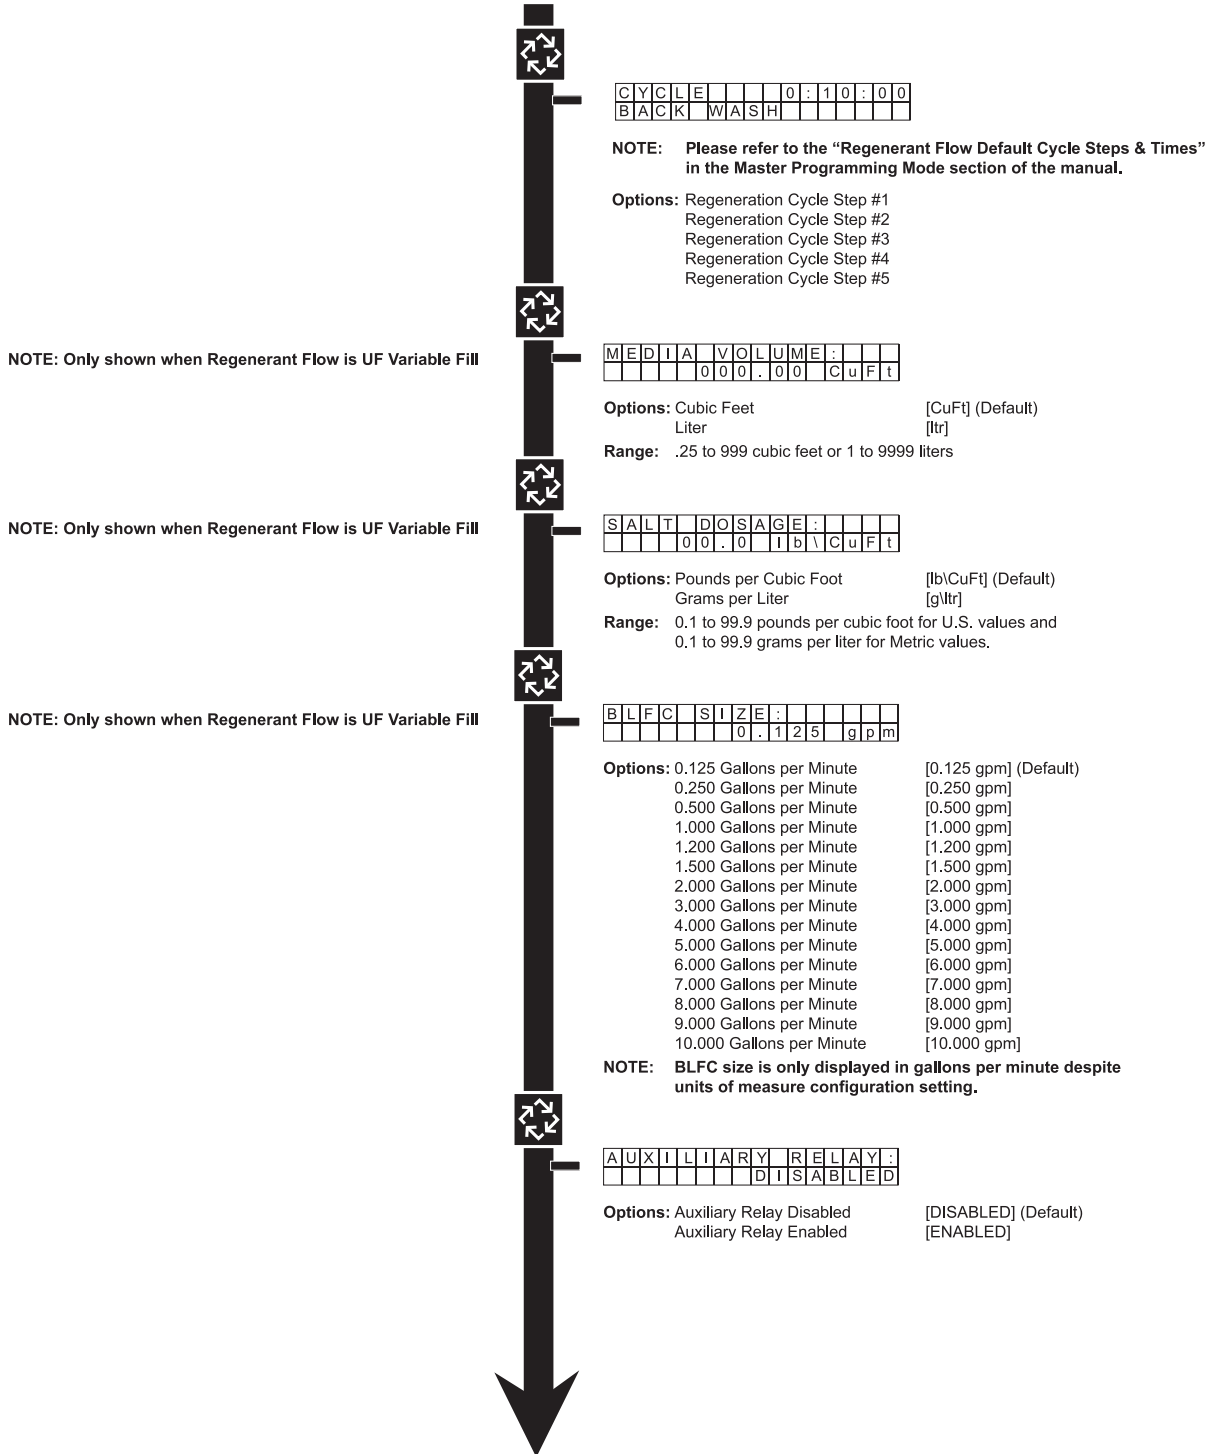 CYCLE 0:10:00
BACK WASH
NOTE: Please refer to the “Regenerant Flow Default Cycle Steps & Times”
in the Master Programming Mode section of the manual.
Options: Regeneration Cycle Step #1
Regeneration Cycle Step #2
Regeneration Cycle Step #3
Regeneration Cycle Step #4
Regeneration Cycle Step #5
NOTE: Only shown when Regenerant Flow is UF Variable Fill
MEDIA VOLUME:
000.00 CuFt
Options: Cubic Feet [CuFt] (Default)
Liter [ltr]
Range: .25 to 999 cubic feet or 1 to 9999 liters
NOTE: Only shown when Regenerant Flow is UF Variable Fill
SALT DOSAGE:
00.0 lb\CuFt
Options: Pounds per Cubic Foot [lb\CuFt] (Default)
Grams per Liter [g\ltr]
Range: 0.1 to 99.9 pounds per cubic foot for U.S. values and
0.1 to 99.9 grams per liter for Metric values.
NOTE: Only shown when Regenerant Flow is UF Variable Fill
BLFC SIZE:
0.125 gpm
Options: 0.125 Gallons per Minute [0.125 gpm] (Default)
0.250 Gallons per Minute [0.250 gpm]
0.500 Gallons per Minute [0.500 gpm]
1.000 Gallons per Minute [1.000 gpm]
1.200 Gallons per Minute [1.200 gpm]
1.500 Gallons per Minute [1.500 gpm]
2.000 Gallons per Minute [2.000 gpm]
3.000 Gallons per Minute [3.000 gpm]
4.000 Gallons per Minute [4.000 gpm]
5.000 Gallons per Minute [5.000 gpm]
6.000 Gallons per Minute [6.000 gpm]
7.000 Gallons per Minute [7.000 gpm]
8.000 Gallons per Minute [8.000 gpm]
9.000 Gallons per Minute [9.000 gpm]
10.000 Gallons per Minute [10.000 gpm]
NOTE: BLFC size is only displayed in gallons per minute despite
units of measure configuration setting.
AUXILIARY RELAY:
DISABLED
Options: Auxiliary Relay Disabled [DISABLED] (Default)
Auxiliary Relay Enabled [ENABLED]